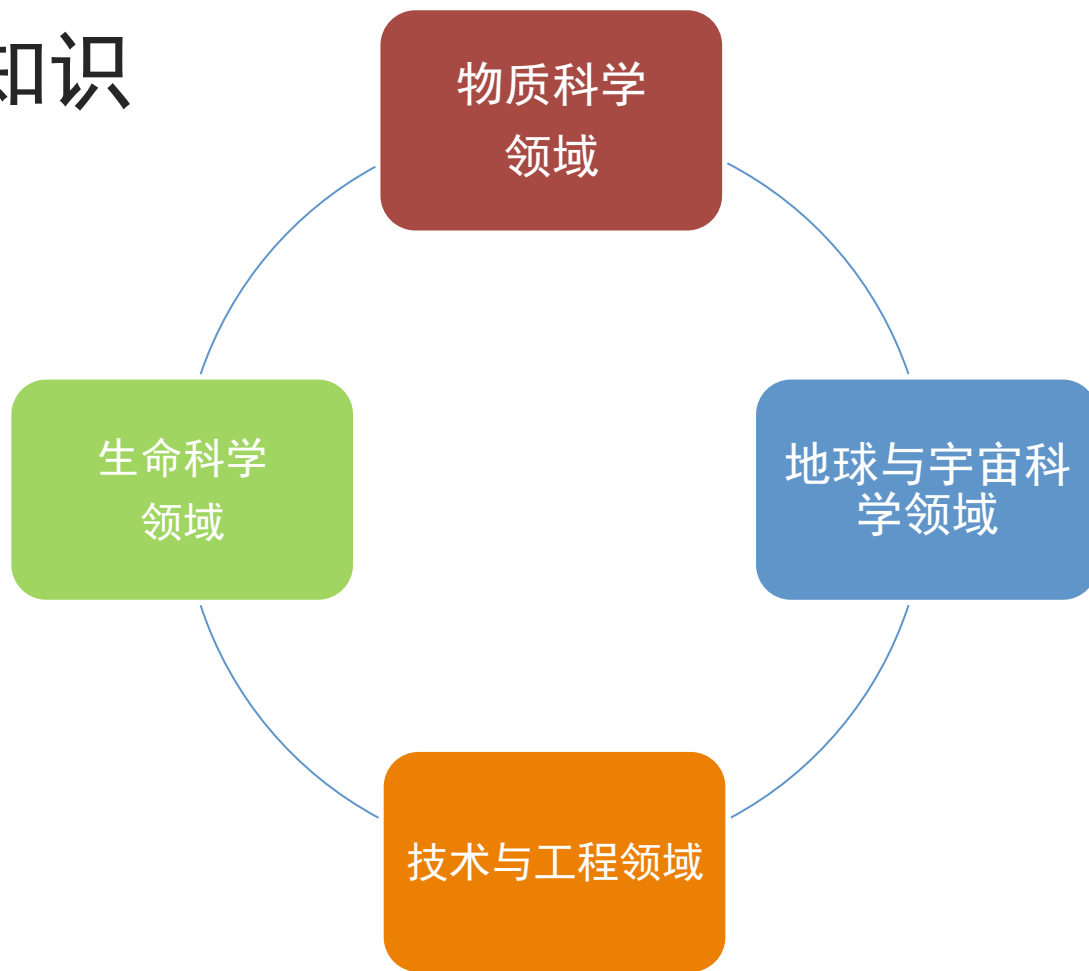 知识
物质科学
领域
生命科学
领域
地球与宇宙科
学领域
技术与工程领域